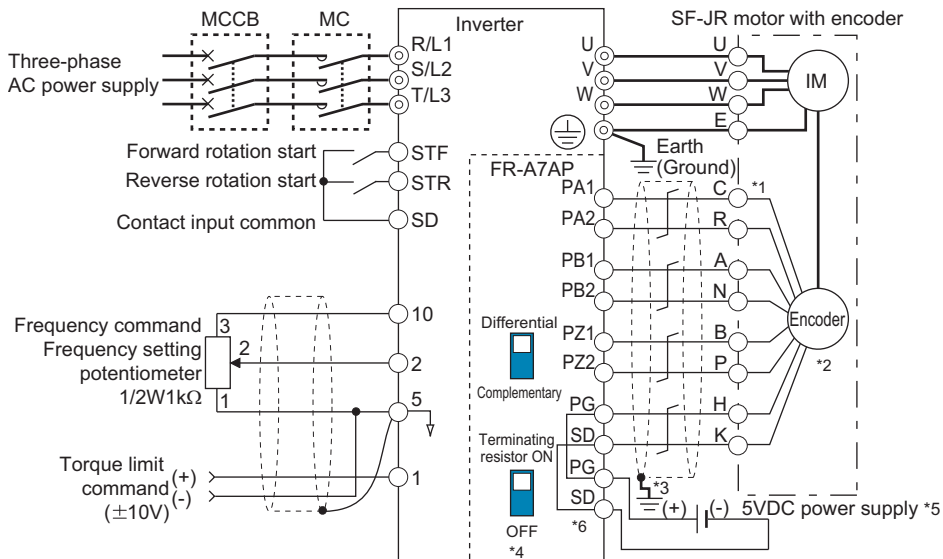 MCCB
MC
Inverter
SF-JR motor with encoder
Three-phase
AC power supply
R/L1
S/L2
T/L3
U
V
W
U
V
W
E
IM
Forward rotation start
Reverse rotation start
Contact input common
STF
STR
SD
Earth
(Ground)
FR-A7AP
PA1
PA2
PB1
PB2
PZ1
PZ2
PG
SD
PG
SD
C
*1
R
A
N
B
P
H
K
Encoder
*2
Differential
Complementary
Terminating
resistor ON
OFF
*4
*3
*6
Frequency command
Frequency setting
potentiometer
1/2W1kΩ
3
2
1
10
2
5
1
Torque limit
command
(±10V)
(+)
(-)
(+)
(-)
5VDC power supply *5